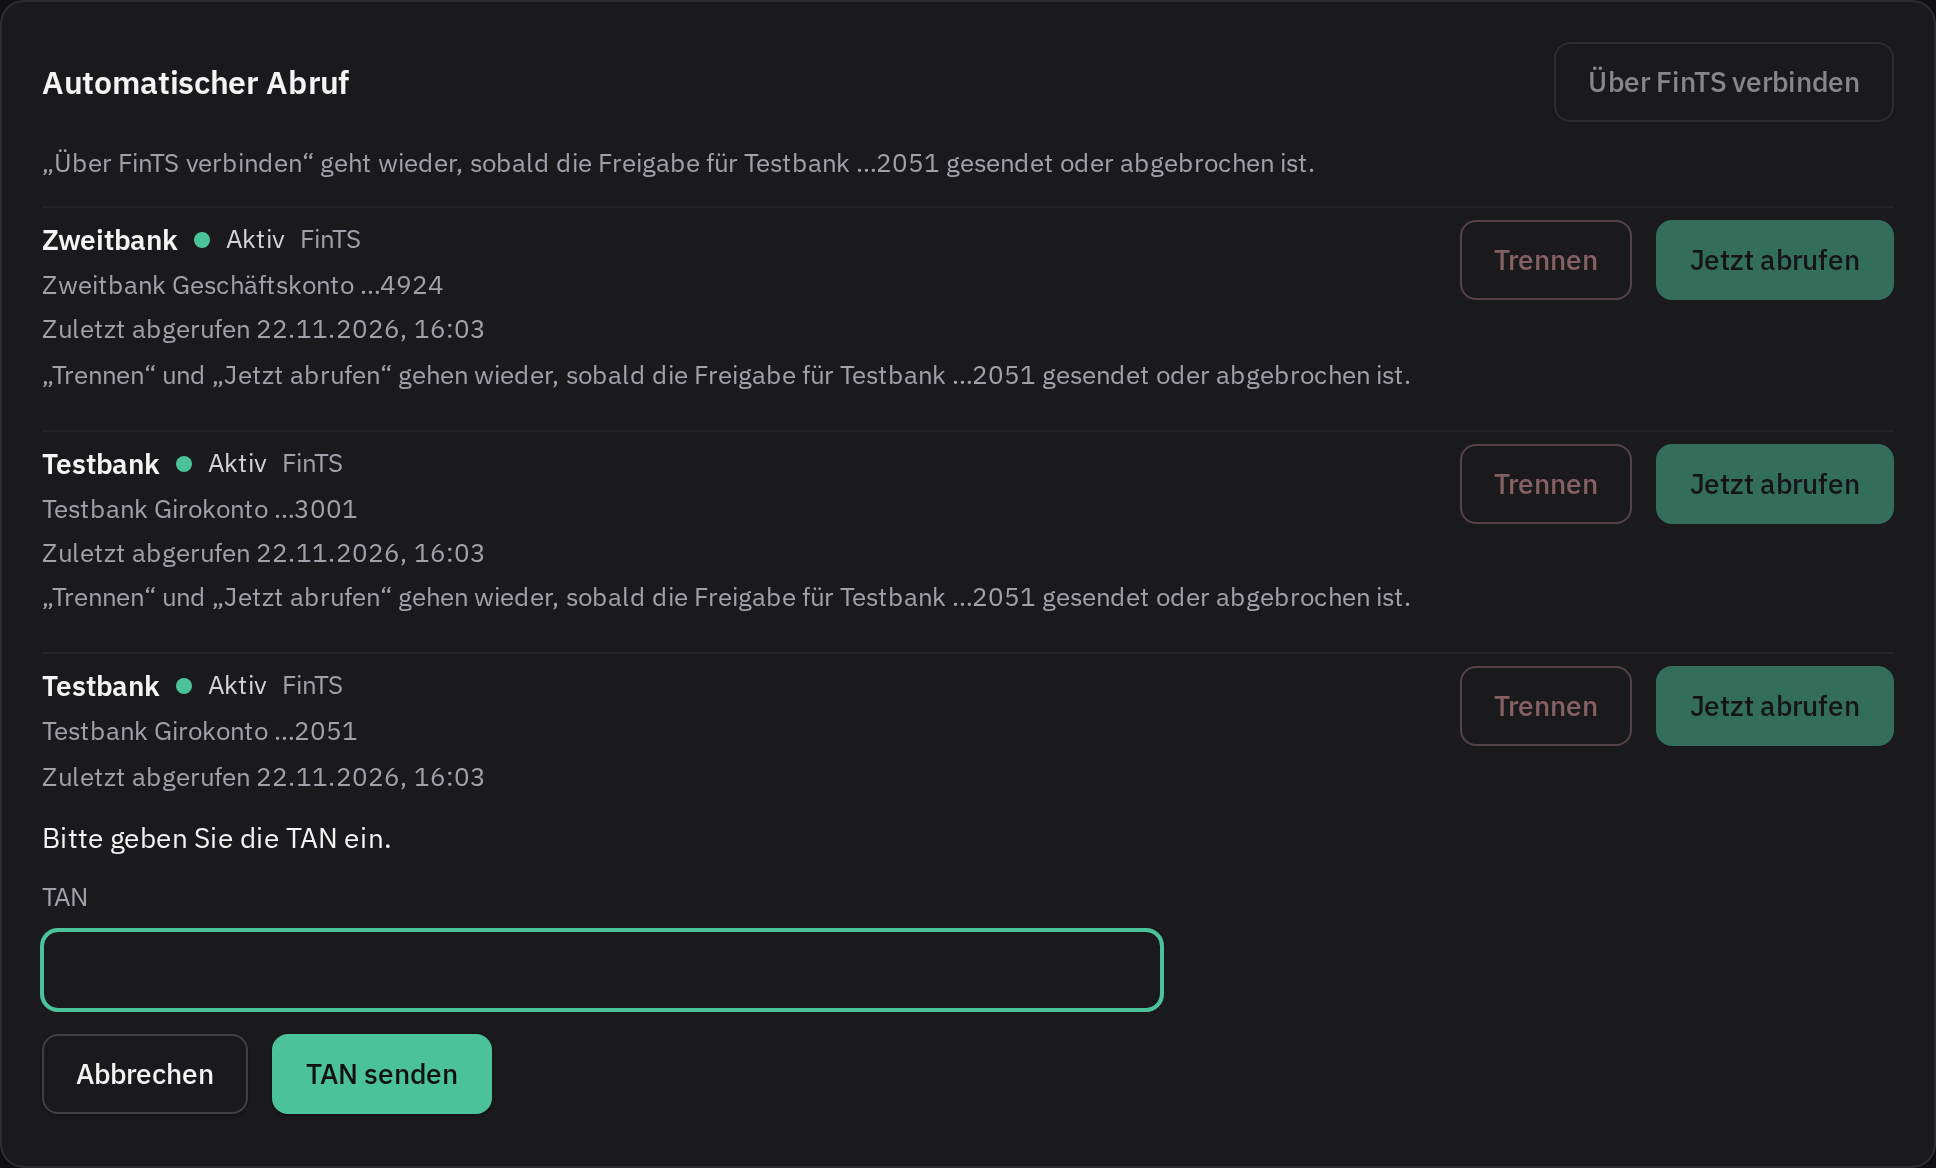 Automatischer Abruf
Über FinTS verbinden
„Über FinTS verbinden“ geht wieder, sobald die Freigabe für Testbank …2051 gesendet oder abgebrochen ist.
Zweitbank Aktiv FinTS
Trennen Jetzt abrufen
Zweitbank Geschäftskonto …4924
Zuletzt abgerufen 22.11.2026, 16:03
„Trennen“ und „Jetzt abrufen“ gehen wieder, sobald die Freigabe für Testbank …2051 gesendet oder abgebrochen ist.
Testbank Aktiv FinTS
Trennen Jetzt abrufen
Testbank Girokonto …3001
Zuletzt abgerufen 22.11.2026, 16:03
„Trennen“ und „Jetzt abrufen“ gehen wieder, sobald die Freigabe für Testbank …2051 gesendet oder abgebrochen ist.
Testbank Aktiv FinTS
Trennen Jetzt abrufen
Testbank Girokonto …2051
Zuletzt abgerufen 22.11.2026, 16:03
Bitte geben Sie die TAN ein.
TAN
Abbrechen TAN senden